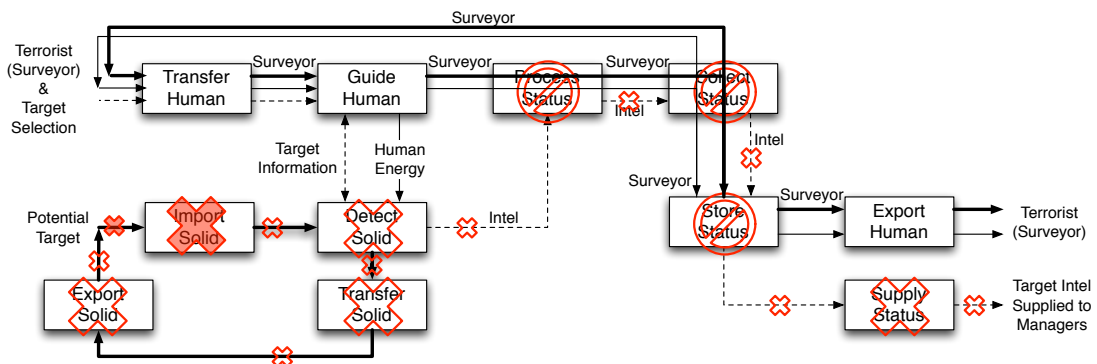 Surveyor
Terrorist
(Surveyor)
&
Target
Selection
Transfer
Human
Surveyor
Guide
Human
Surveyor
Process
Status
Surveyor
Intel
Collect
Status
Intel
Target
Information
Human
Energy
Surveyor
Potential
Target
Import
Solid
Detect
Solid
Intel
Store
Status
Surveyor
Export
Human
Terrorist
(Surveyor)
Export
Solid
Transfer
Solid
Supply
Status
Target Intel
Supplied to
Managers